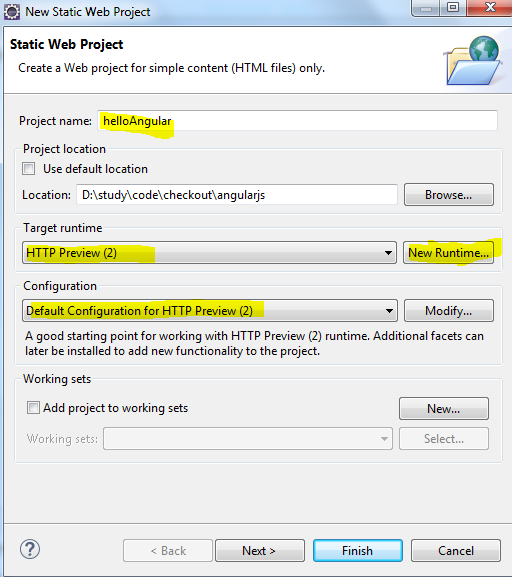 New Static Web Project
Static Web Project
Create a Web project for simple content (HTML files) only.
Project name: helloAngular
Project location
Use default location
Location: D:\study\code\checkout\angularjs Browse...
Target runtime
HTTP Preview (2) New Runtime...
Configuration
Default Configuration for HTTP Preview (2) Modify...
A good starting point for working with HTTP Preview (2) runtime. Additional facets can
later be installed to add new functionality to the project.
Working sets
Add project to working sets New...
Working sets: Select...
? < Back Next > Finish Cancel